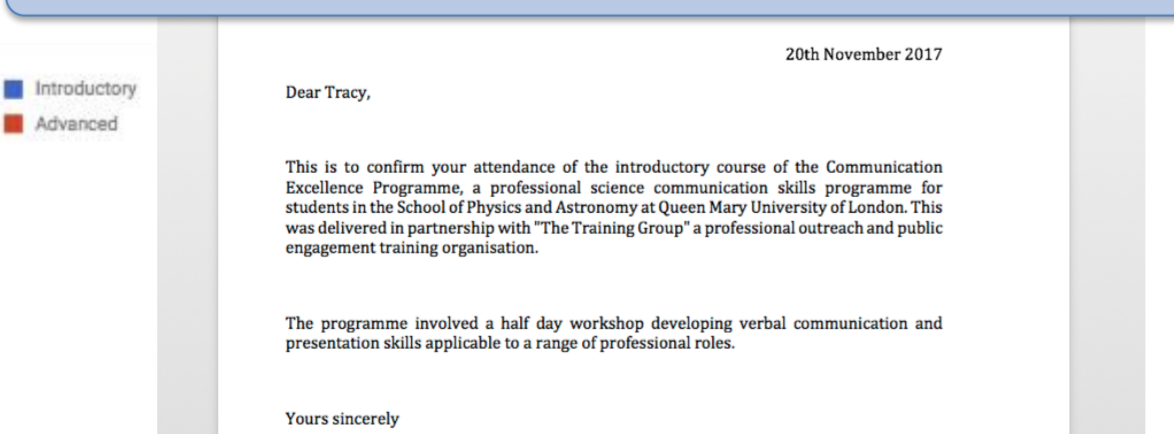 20th November 2017
Introductory
Advanced
Dear Tracy,
This is to confirm your attendance of the introductory course of the Communication
Excellence Programme, a professional science communication skills programme for
students in the School of Physics and Astronomy at Queen Mary University of London. This
was delivered in partnership with "The Training Group" a professional outreach and public
engagement training organisation.
The programme involved a half day workshop developing verbal communication and
presentation skills applicable to a range of professional roles.
Yours sincerely